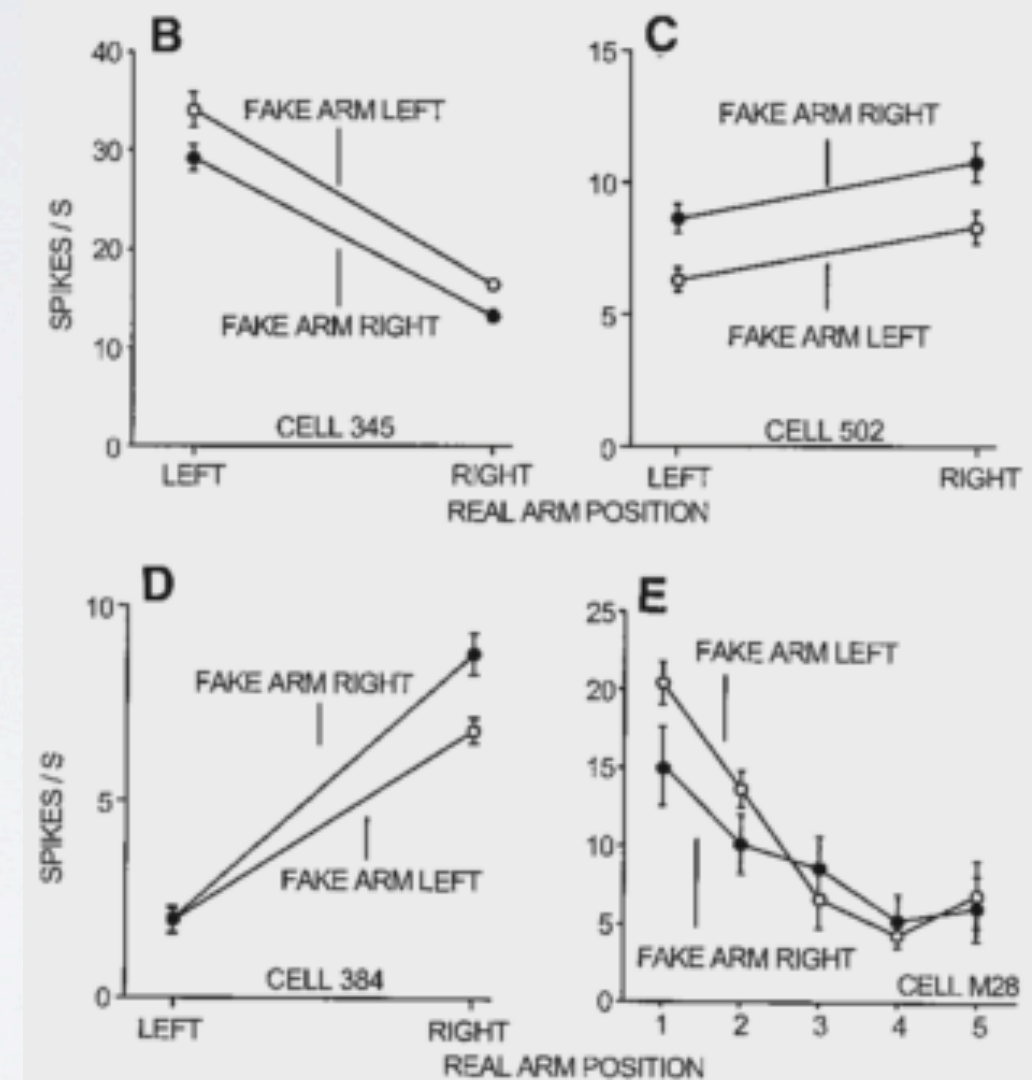 B
40
30
20
10
0
SPIKES / S
FAKE ARM LEFT
FAKE ARM RIGHT
CELL 345
LEFT RIGHT
C
15
10
5
0
FAKE ARM RIGHT
FAKE ARM LEFT
CELL 502
LEFT RIGHT
REAL ARM POSITION
D
10
5
0
SPIKES / S
FAKE ARM RIGHT
FAKE ARM LEFT
CELL 384
LEFT RIGHT
E
25
20
15
10
5
0
FAKE ARM LEFT
FAKE ARM RIGHT
CELL M28
1 2 3 4 5
REAL ARM POSITION